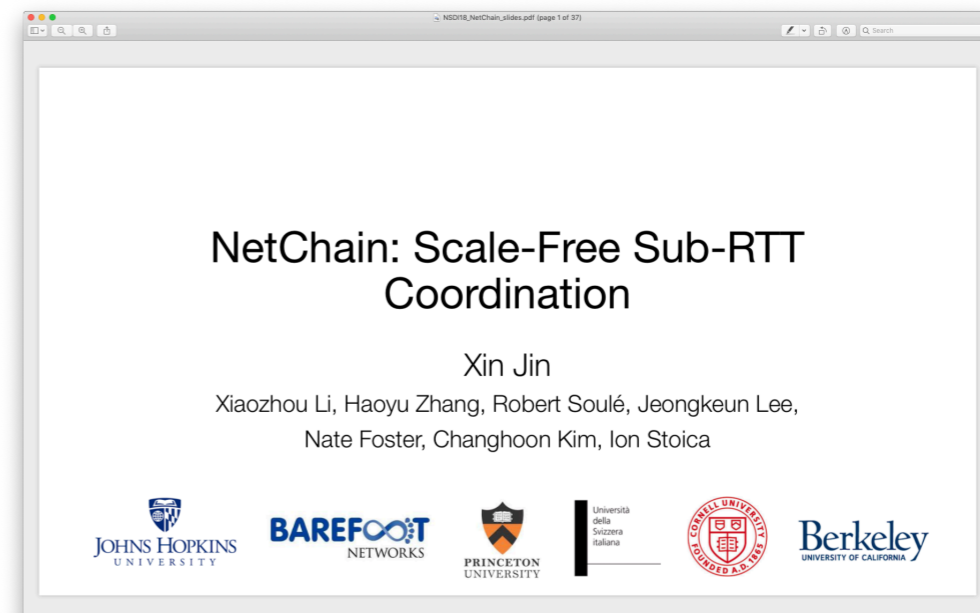 NSDI18_NetChain_slides.pdf (page 1 of 37)
Search
NetChain: Scale-Free Sub-RTT
Coordination
Xin Jin
Xiaozhou Li, Haoyu Zhang, Robert Soulé, Jeongkeun Lee,
Nate Foster, Changhoon Kim, Ion Stoica
JOHNS HOPKINS
UNIVERSITY
BAREFOOT
NETWORKS
PRINCETON
UNIVERSITY
Università
della
Svizzera
italiana
CORNELL UNIVERSITY
FOUNDED A.D. 1865
Berkeley
UNIVERSITY OF CALIFORNIA